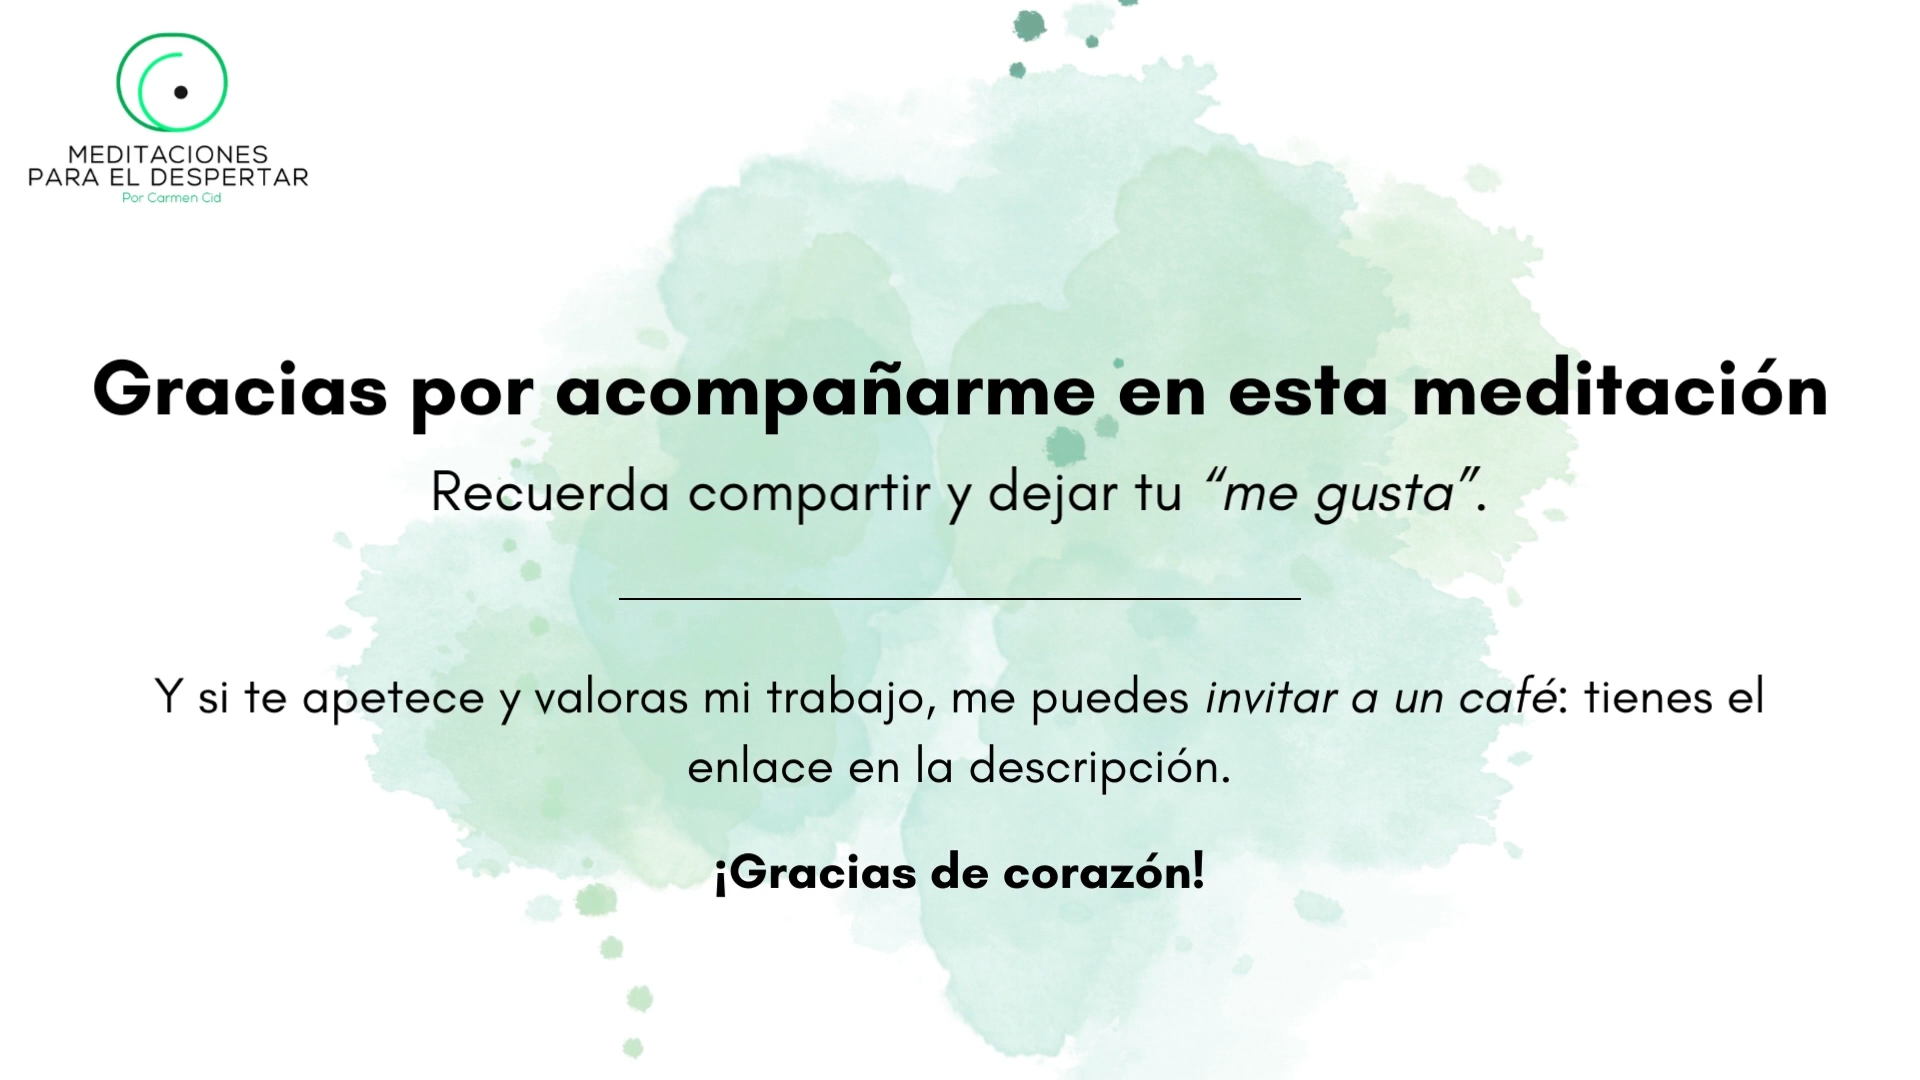 MEDITACIONES
PARA EL DESPERTAR
Por Carmen Cid
Gracias por acompañarme en esta meditación
Recuerda compartir y dejar tu “me gusta”.
Y si te apetece y valoras mi trabajo, me puedes invitar a un café: tienes el
enlace en la descripción.
¡Gracias de corazón!